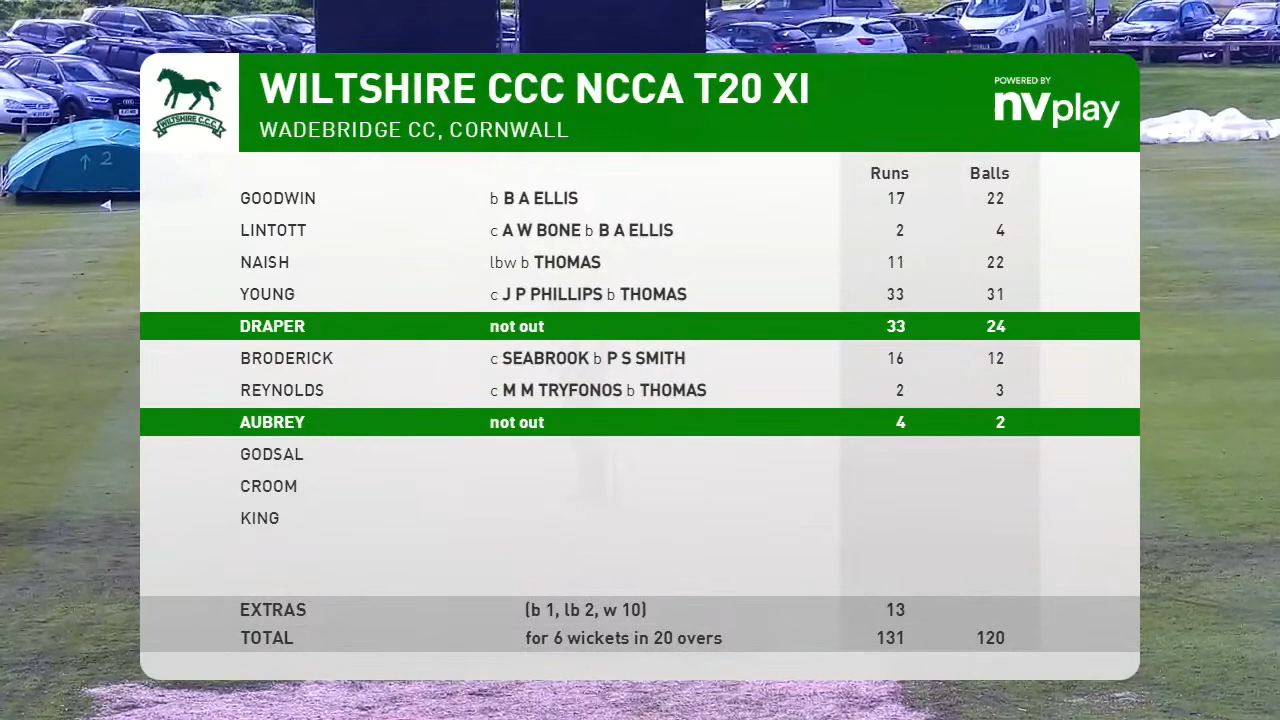 WILTSHIRE CCC NCCA T20 XI
WADEBRIDGE CC, CORNWALL
POWERED BY
nvplay
WILTSHIRE C.C.C.
Runs Balls
GOODWIN b B A ELLIS 17 22
LINTOTT c A W BONE b B A ELLIS 2 4
NAISH lbw b THOMAS 11 22
YOUNG c J P PHILLIPS b THOMAS 33 31
DRAPER not out 33 24
BRODERICK c SEABROOK b P S SMITH 16 12
REYNOLDS c M M TRYFONOS b THOMAS 2 3
AUBREY not out 4 2
GODSAL
CROOM
KING
EXTRAS (b 1, lb 2, w 10) 13
TOTAL for 6 wickets in 20 overs 131 120
↑ 2